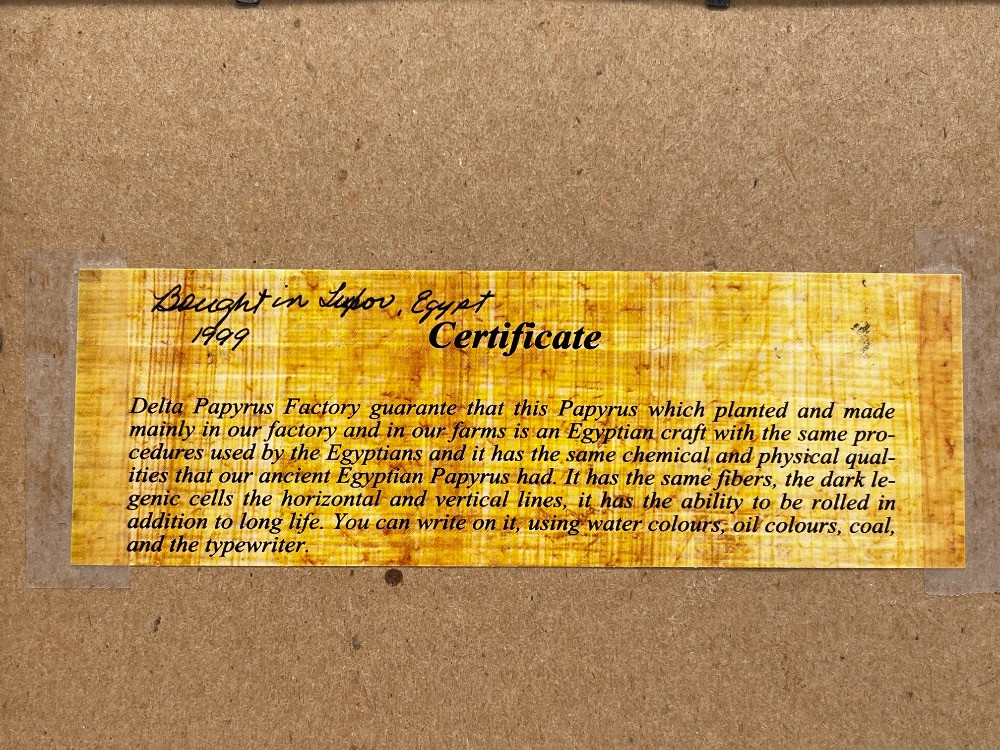 Bought in Luxor, Egypt
1999
Certificate
Delta Papyrus Factory guarante that this Papyrus which planted and made
mainly in our factory and in our farms is an Egyptian craft with the same pro-
cedures used by the Egyptians and it has the same chemical and physical qual-
ities that our ancient Egyptian Papyrus had. It has the same fibers, the dark le-
genic cells the horizontal and vertical lines, it has the ability to be rolled in
addition to long life. You can write on it, using water colours, oil colours, coal,
and the typewriter.